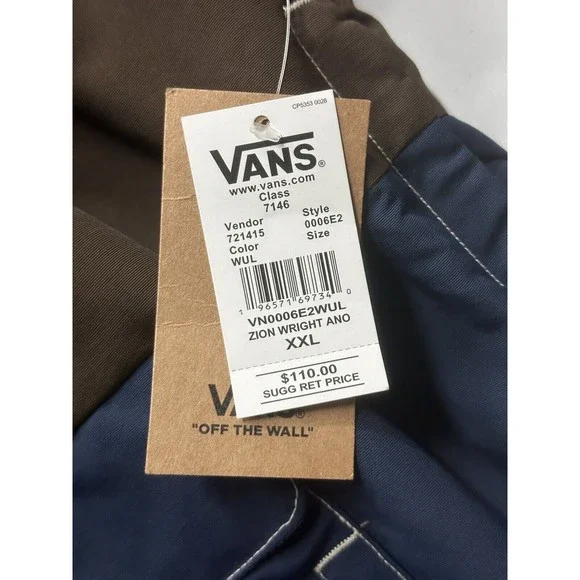 CP5353 0028
VANS®
www.vans.com
Class
7146
Vendor Style
721415 0006E2
Color Size
WUL
1 96571 69734 0
VN0006E2WUL
ZION WRIGHT ANO
XXL
$110.00
SUGG RET PRICE
VANS®
"OFF THE WALL"